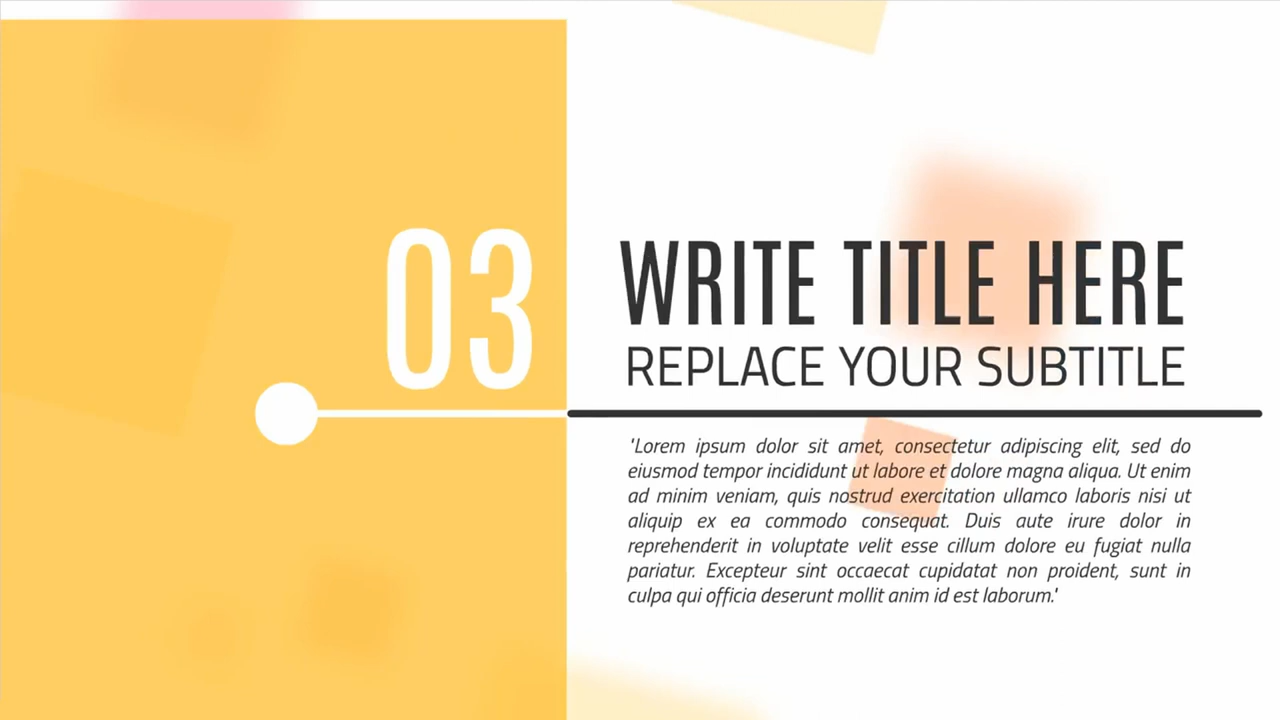 03
WRITE TITLE HERE
REPLACE YOUR SUBTITLE
'Lorem ipsum dolor sit amet, consectetur adipiscing elit, sed do
eiusmod tempor incididunt ut labore et dolore magna aliqua. Ut enim
ad minim veniam, quis nostrud exercitation ullamco laboris nisi ut
aliquip ex ea commodo consequat. Duis aute irure dolor in
reprehenderit in voluptate velit esse cillum dolore eu fugiat nulla
pariatur. Excepteur sint occaecat cupidatat non proident, sunt in
culpa qui officia deserunt mollit anim id est laborum.'